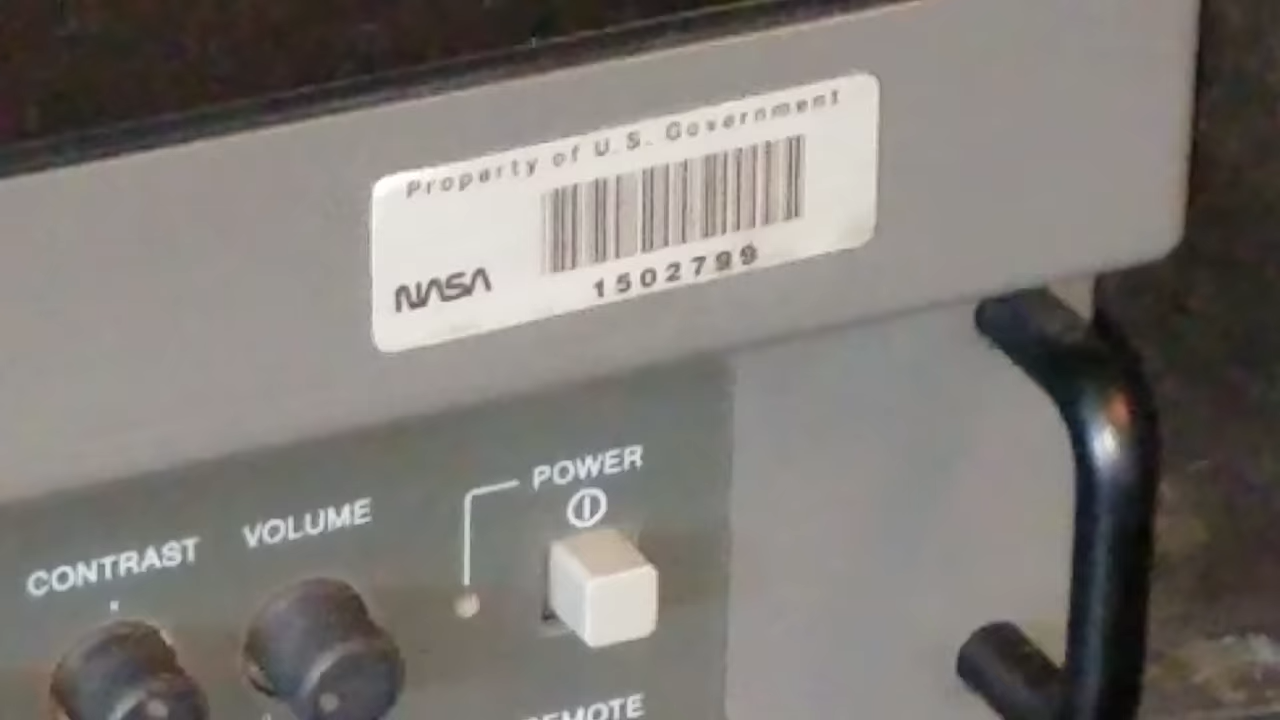 Property of U.S. Government
NASA
1502799
POWER
VOLUME
CONTRAST
REMOTE